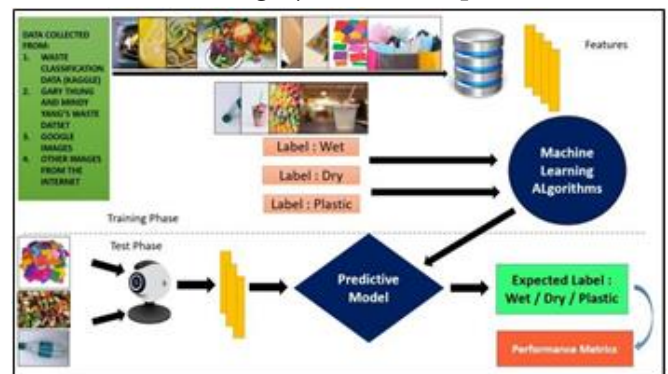 DATA COLLECTED
FROM:
1. WASTE
CLASSIFICATION
DATA (KAGGLE)
2. GARY THUNG
AND MINDY
YANG'S WASTE
DATSET
3. GOOGLE
IMAGES
4. OTHER IMAGES
FROM THE
INTERNET
Features
Label : Wet
Label : Dry
Label : Plastic
Machine
Learning
ALgorithms
Training Phase
Test Phase
Predictive
Model
Expected Label :
Wet / Dry / Plastic
Performance Metrics